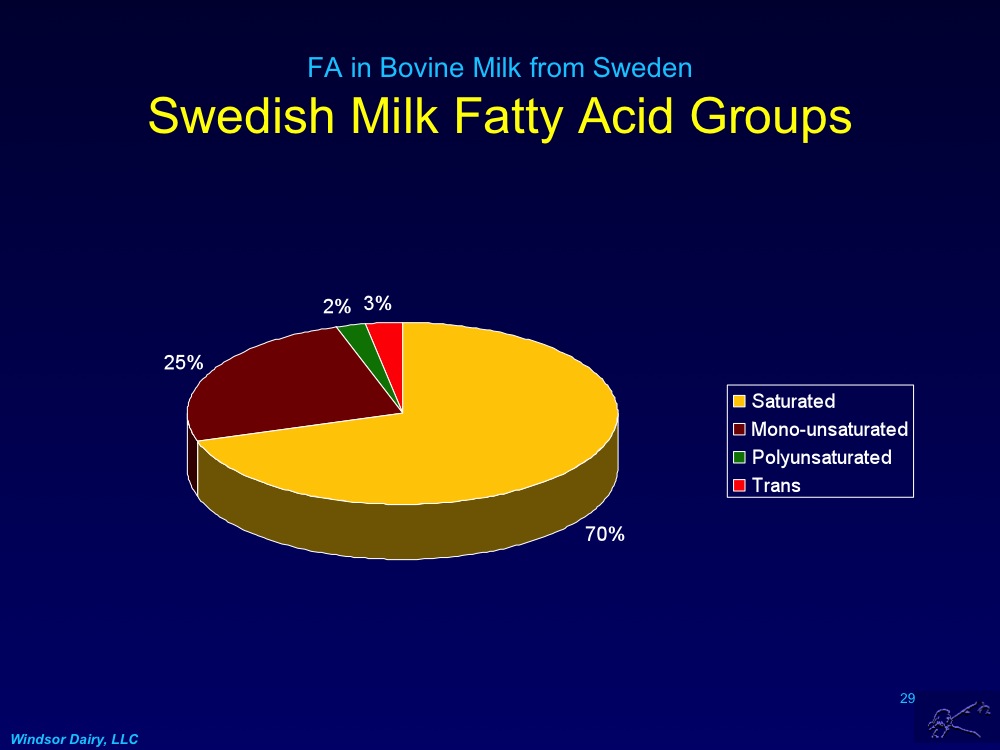 FA in Bovine Milk from Sweden
Swedish Milk Fatty Acid Groups
2% 3%
25%
70%
Saturated
Mono-unsaturated
Polyunsaturated
Trans
29
Windsor Dairy, LLC